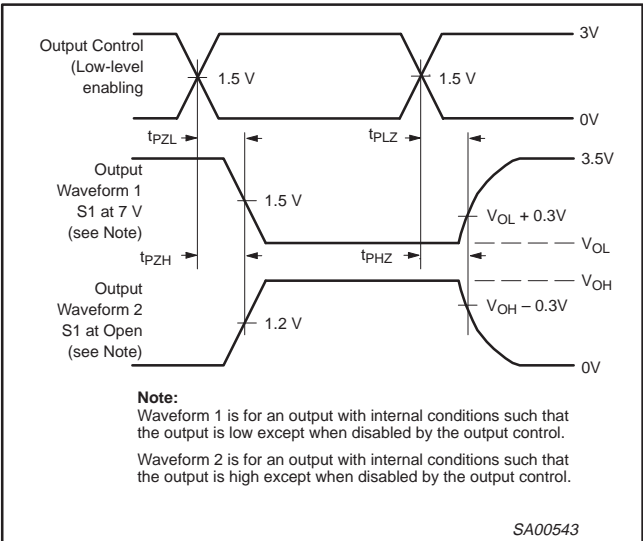 3V
Output Control
(Low-level
enabling
1.5 V
1.5 V
0V
tPZL
tPLZ
3.5V
Output
Waveform 1
S1 at 7 V
(see Note)
1.5 V
VOL + 0.3V
VOL
tPZH
tPHZ
VOH
Output
Waveform 2
S1 at Open
(see Note)
VOH – 0.3V
1.2 V
0V
Note:
Waveform 1 is for an output with internal conditions such that
the output is low except when disabled by the output control.
Waveform 2 is for an output with internal conditions such that
the output is high except when disabled by the output control.
SA00543